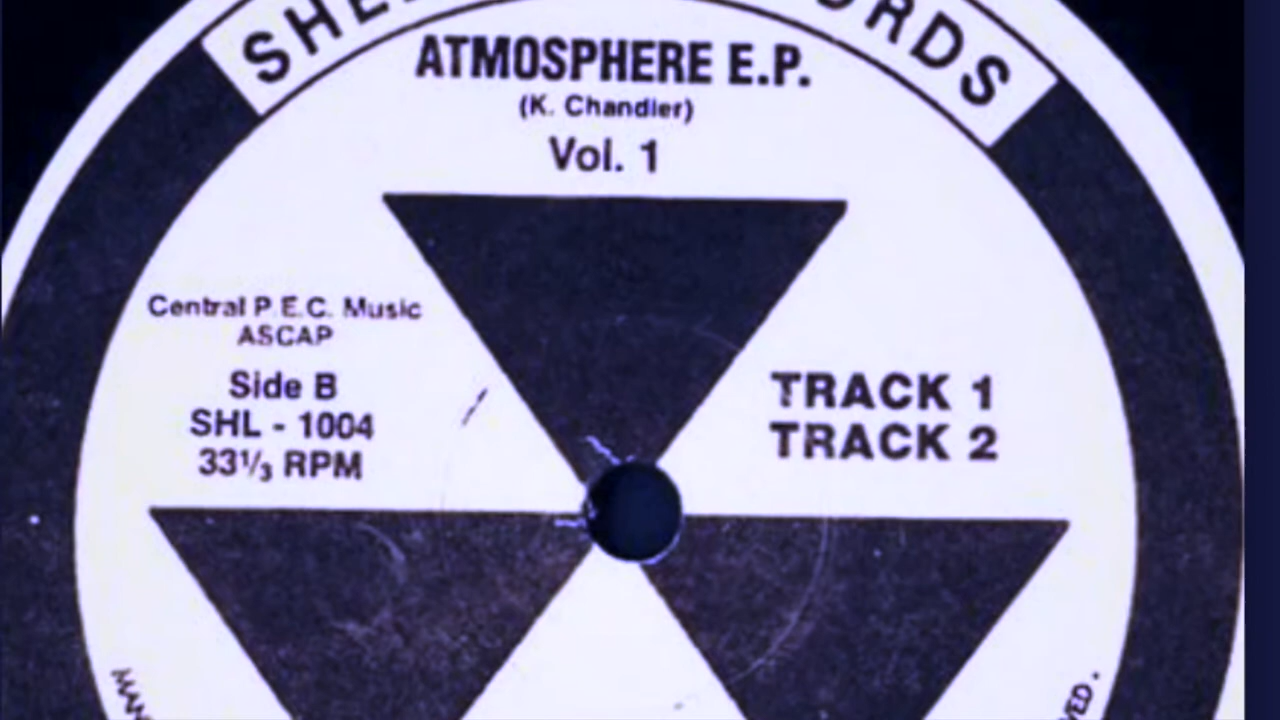 ATMOSPHERE E.P.
(K. Chandler)
Vol. 1
Central P.E.C. Music
ASCAP
Side B
SHL - 1004
33⅓ RPM
TRACK 1
TRACK 2